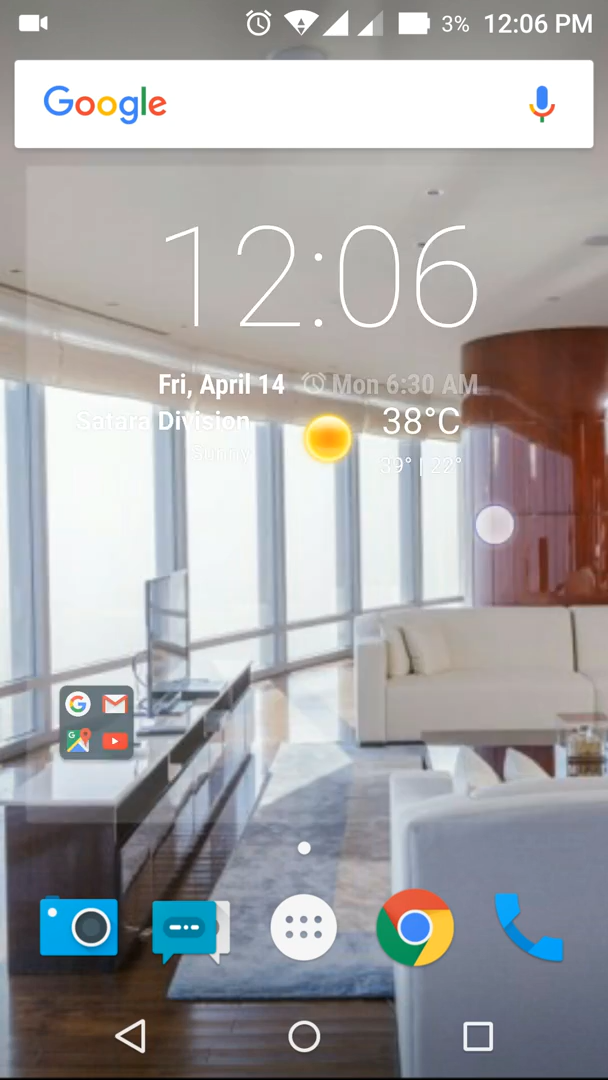 3% 12:06 PM
Google
12:06
Fri, April 14 Mon 6:30 AM
Satara Division 38°C
Sunny 39° | 22°